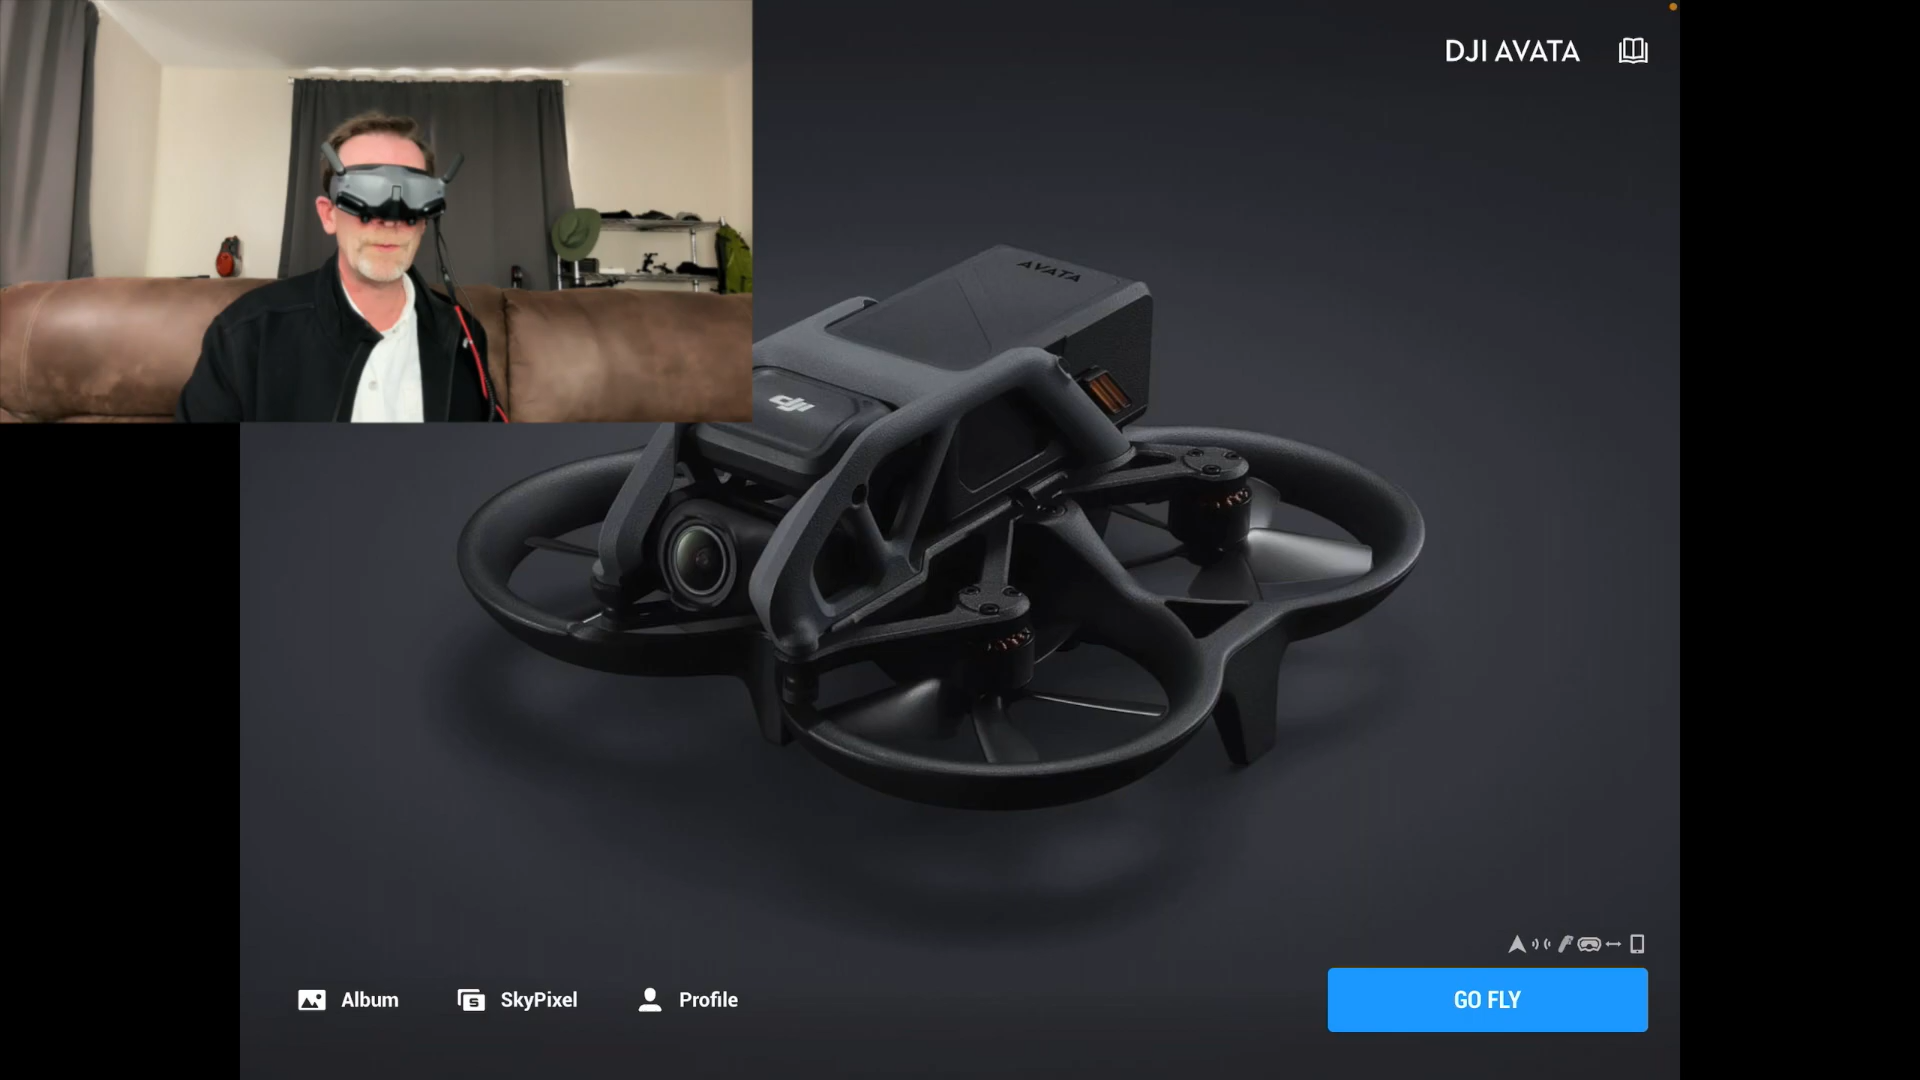 DJI AVATA
AVATA
dji
Album
SkyPixel
Profile
GO FLY